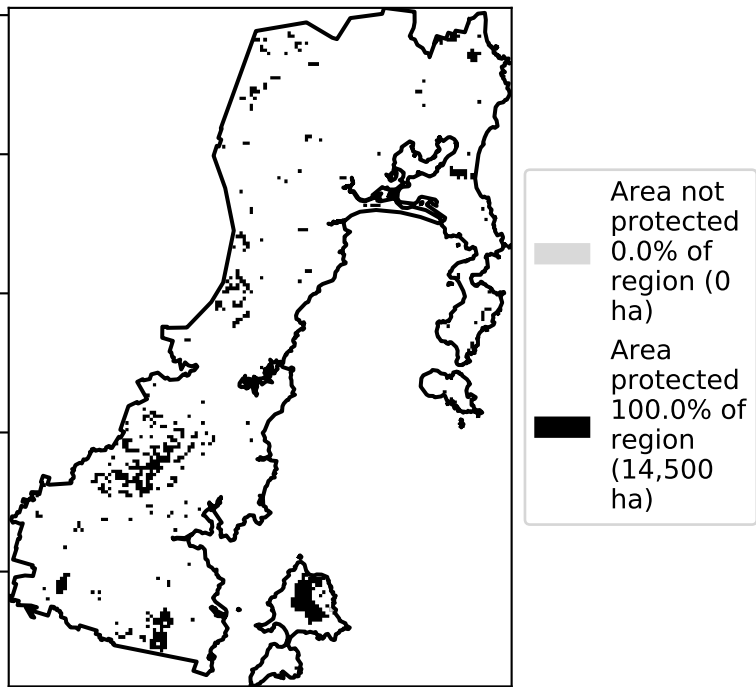 Area not
protected
0.0% of
region (0
ha)
Area
protected
100.0% of
region
(14,500
ha)